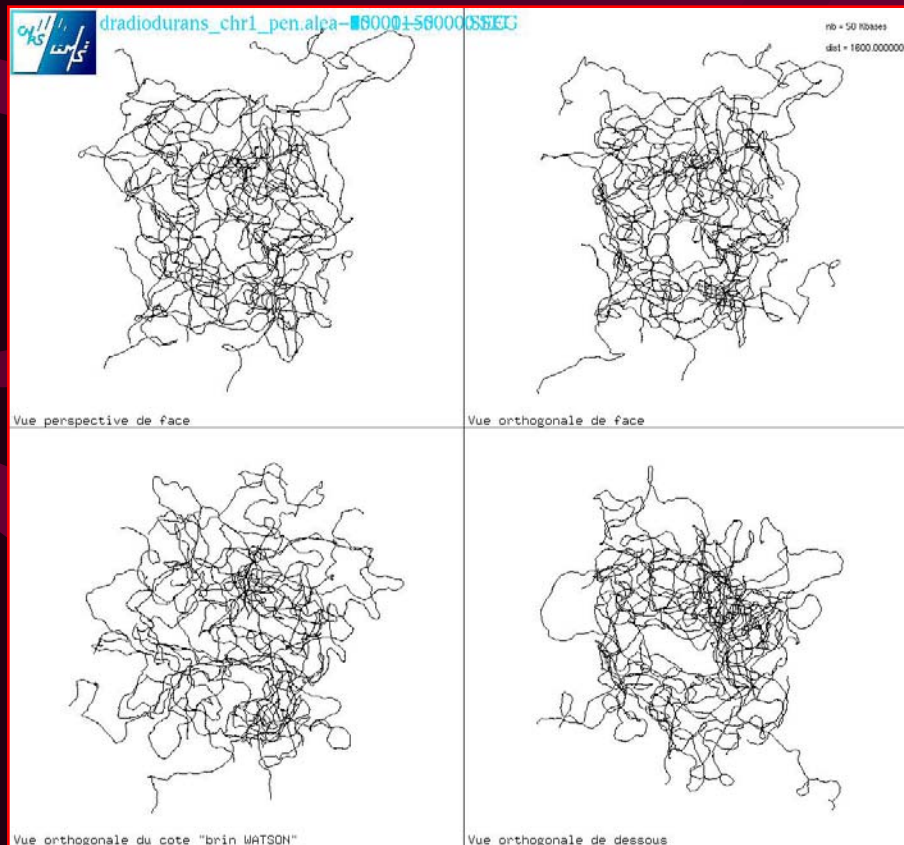 dradiodurans_chr1_pcn.alea-
nb = 50 Kbases
dist = 1600.000000
Vue perspective de face
Vue orthogonale de face
Vue orthogonale du cote "brin WATSON"
Vue orthogonale de dessous